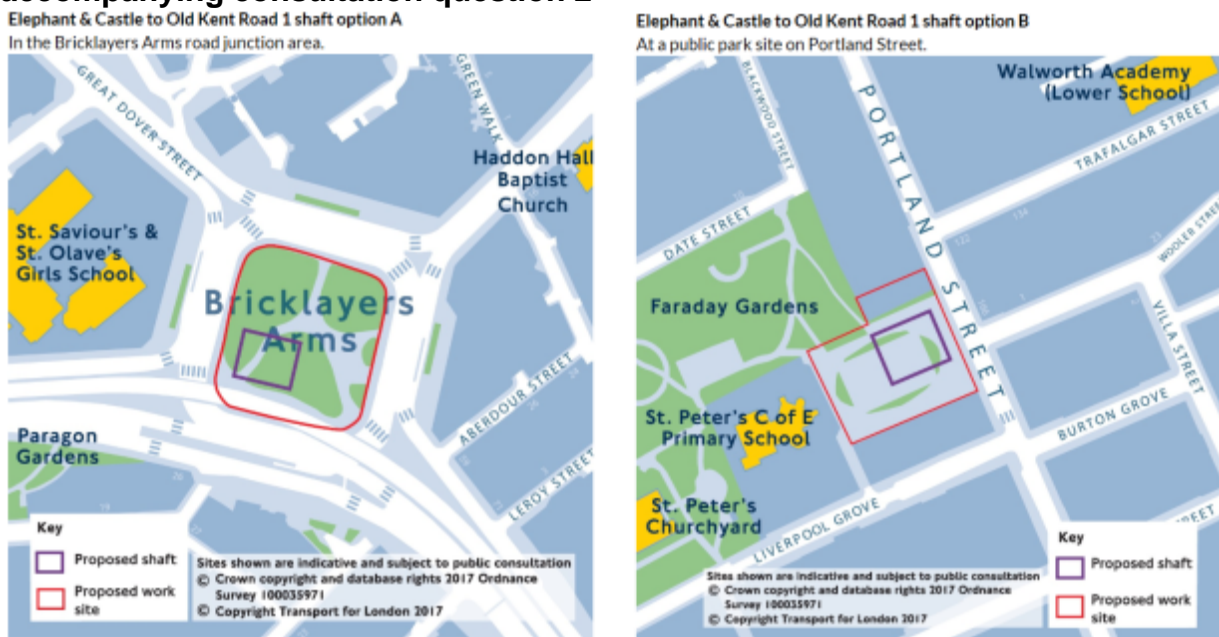 accompanying consultation question 2
Elephant & Castle to Old Kent Road 1 shaft option A
In the Bricklayers Arms road junction area.
GREAT DOVER STREET
GREEN WALK
Haddon Hall
Baptist
Church
St. Saviour's &
St. Olave's
Girls School
Bricklayers
Arms
ABERDOUR STREET
LEROY STREET
Paragon
Gardens
Key
Proposed shaft
Proposed work
site
Sites shown are indicative and subject to public consultation
© Crown copyright and database rights 2017 Ordnance
Survey 100035971
© Copyright Transport for London 2017
Elephant & Castle to Old Kent Road 1 shaft option B
At a public park site on Portland Street.
BLACKWOOD STREET
PORTLAND STREET
Walworth Academy
(Lower School)
TRAFALGAR STREET
DATE STREET
WOOLER STREET
Faraday Gardens
VILLA STREET
St. Peter's C of E
Primary School
BURTON GROVE
St. Peter's
Churchyard
LIVERPOOL GROVE
REET
Key
Proposed shaft
Proposed work
site
Sites shown are indicative and subject to public consultation
© Crown copyright and database rights 2017 Ordnance
Survey 100035971
© Copyright Transport for London 2017